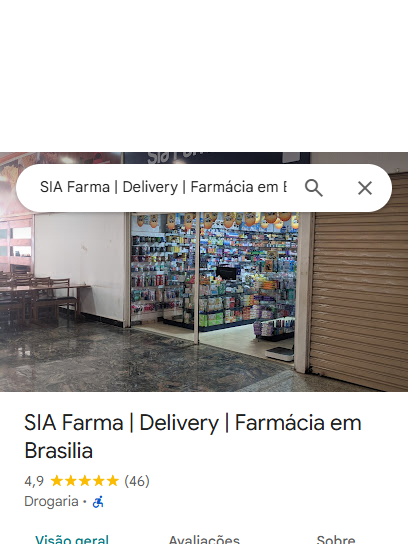 SIA Farma | Delivery | Farmácia em
SIA Farma | Delivery | Farmácia em
Brasilia
4,9 (46)
Drogaria ·
Visão geral Avaliações Sobre